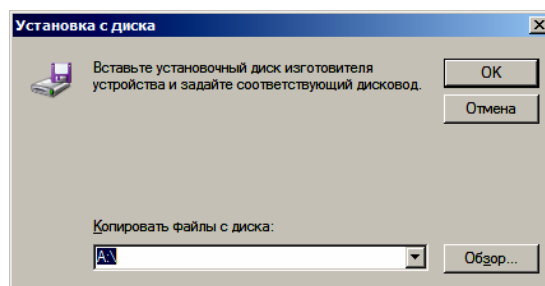 Установка с диска
Вставьте установочный диск изготовителя
устройства и задайте соответствующий дисковод.
OK
Отмена
Копировать файлы с диска:
A:\
Обзор...